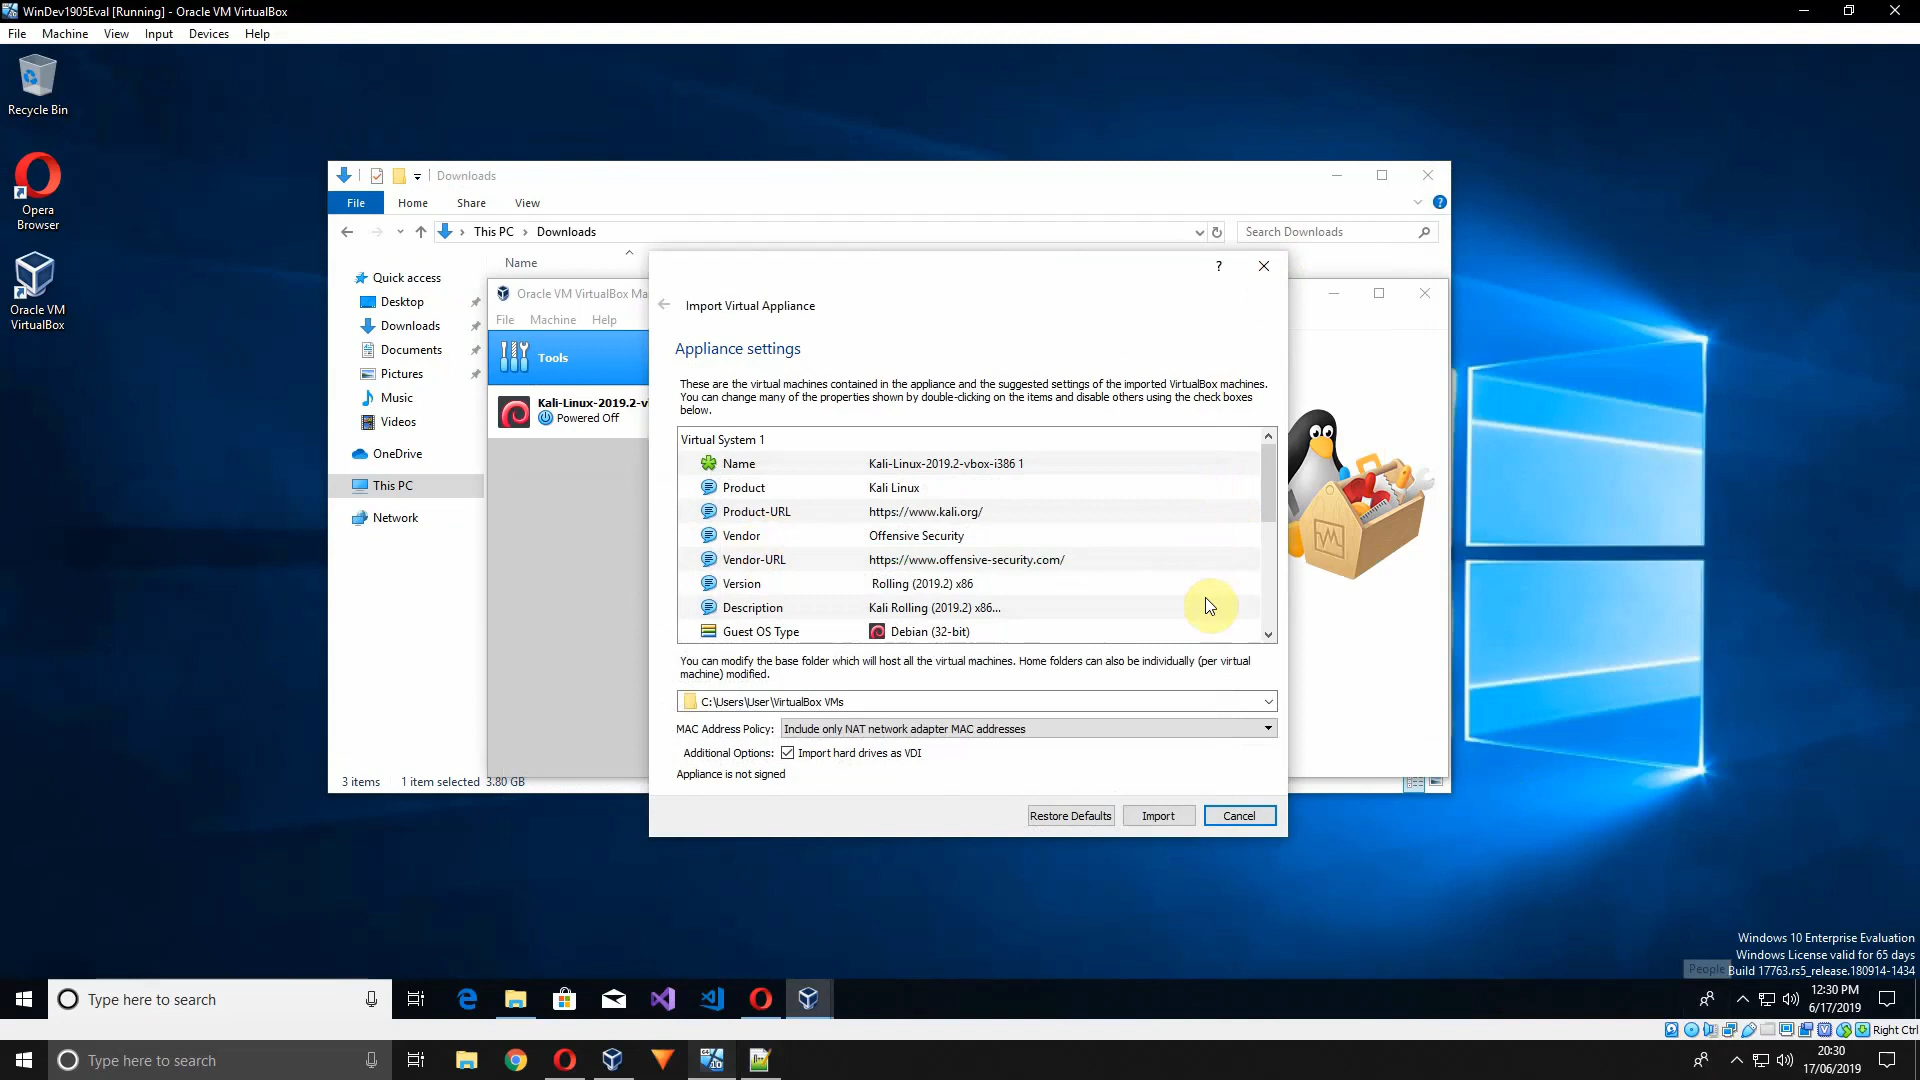 WinDev1905Eval [Running] - Oracle VM VirtualBox
File Machine View Input Devices Help
Recycle Bin
Opera
Browser
Oracle VM
VirtualBox
Downloads
File Home Share View
This PC Downloads
Search Downloads
Name
Quick access
Desktop
Downloads
Documents
Pictures
Music
Videos
OneDrive
This PC
Network
3 items 1 item selected 3.80 GB
Oracle VM VirtualBox Ma
File Machine Help
Tools
Kali-Linux-2019.2-v
Powered Off
?
Import Virtual Appliance
Appliance settings
These are the virtual machines contained in the appliance and the suggested settings of the imported VirtualBox machines.
You can change many of the properties shown by double-clicking on the items and disable others using the check boxes
below.
Virtual System 1
Name Kali-Linux-2019.2-vbox-i386 1
Product Kali Linux
Product-URL https://www.kali.org/
Vendor Offensive Security
Vendor-URL https://www.offensive-security.com/
Version Rolling (2019.2) x86
Description Kali Rolling (2019.2) x86...
Guest OS Type Debian (32-bit)
You can modify the base folder which will host all the virtual machines. Home folders can also be individually (per virtual
machine) modified.
C:\Users\User\VirtualBox VMs
MAC Address Policy: Include only NAT network adapter MAC addresses
Additional Options: Import hard drives as VDI
Appliance is not signed
Restore Defaults Import Cancel
Windows 10 Enterprise Evaluation
Windows License valid for 65 days
People Build 17763.rs5_release.180914-1434
Type here to search
12:30 PM
6/17/2019
Right Ctrl
Type here to search
20:30
17/06/2019